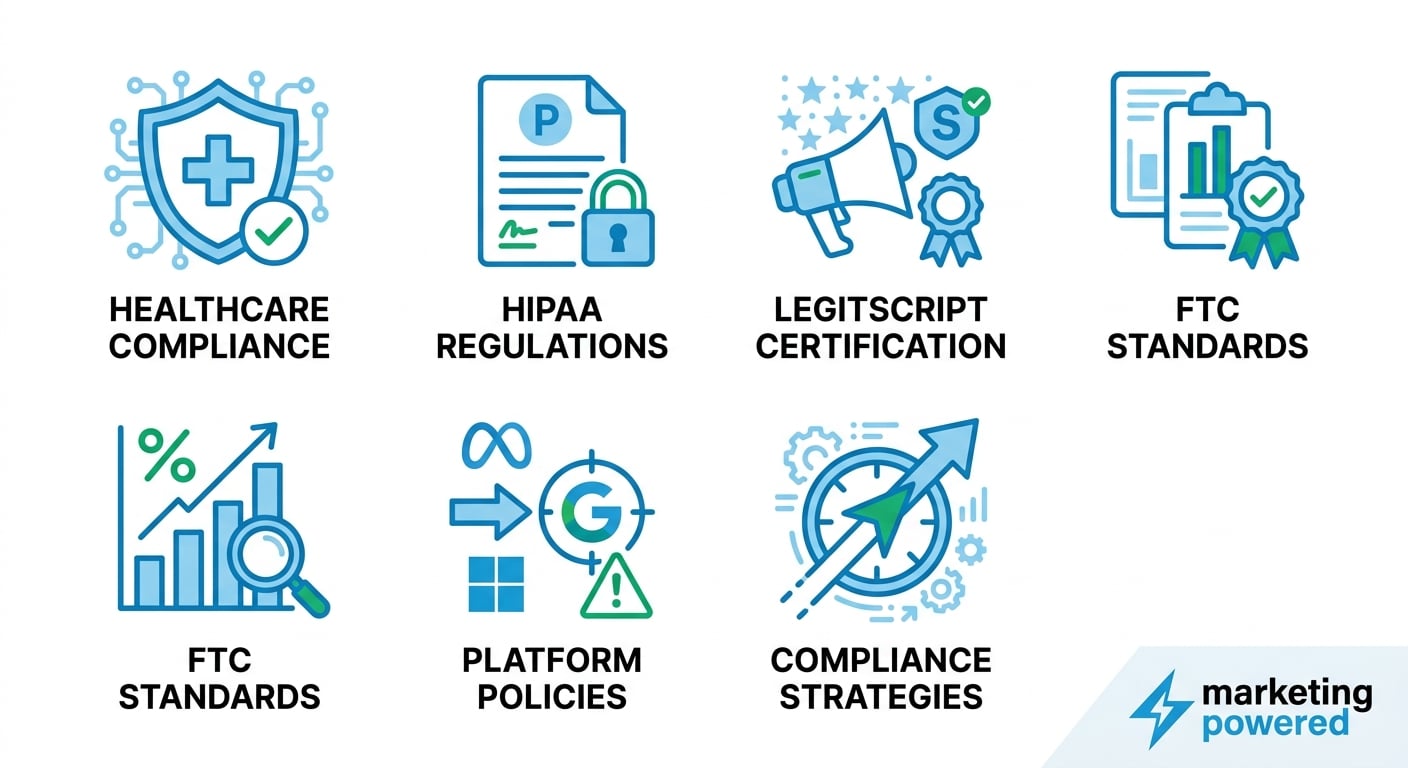 P
S
HEALTHCARE
COMPLIANCE
HIPAA
REGULATIONS
LEGITSCRIPT
CERTIFICATION
FTC
STANDARDS
%
G
FTC
STANDARDS
PLATFORM
POLICIES
COMPLIANCE
STRATEGIES
marketing
powered